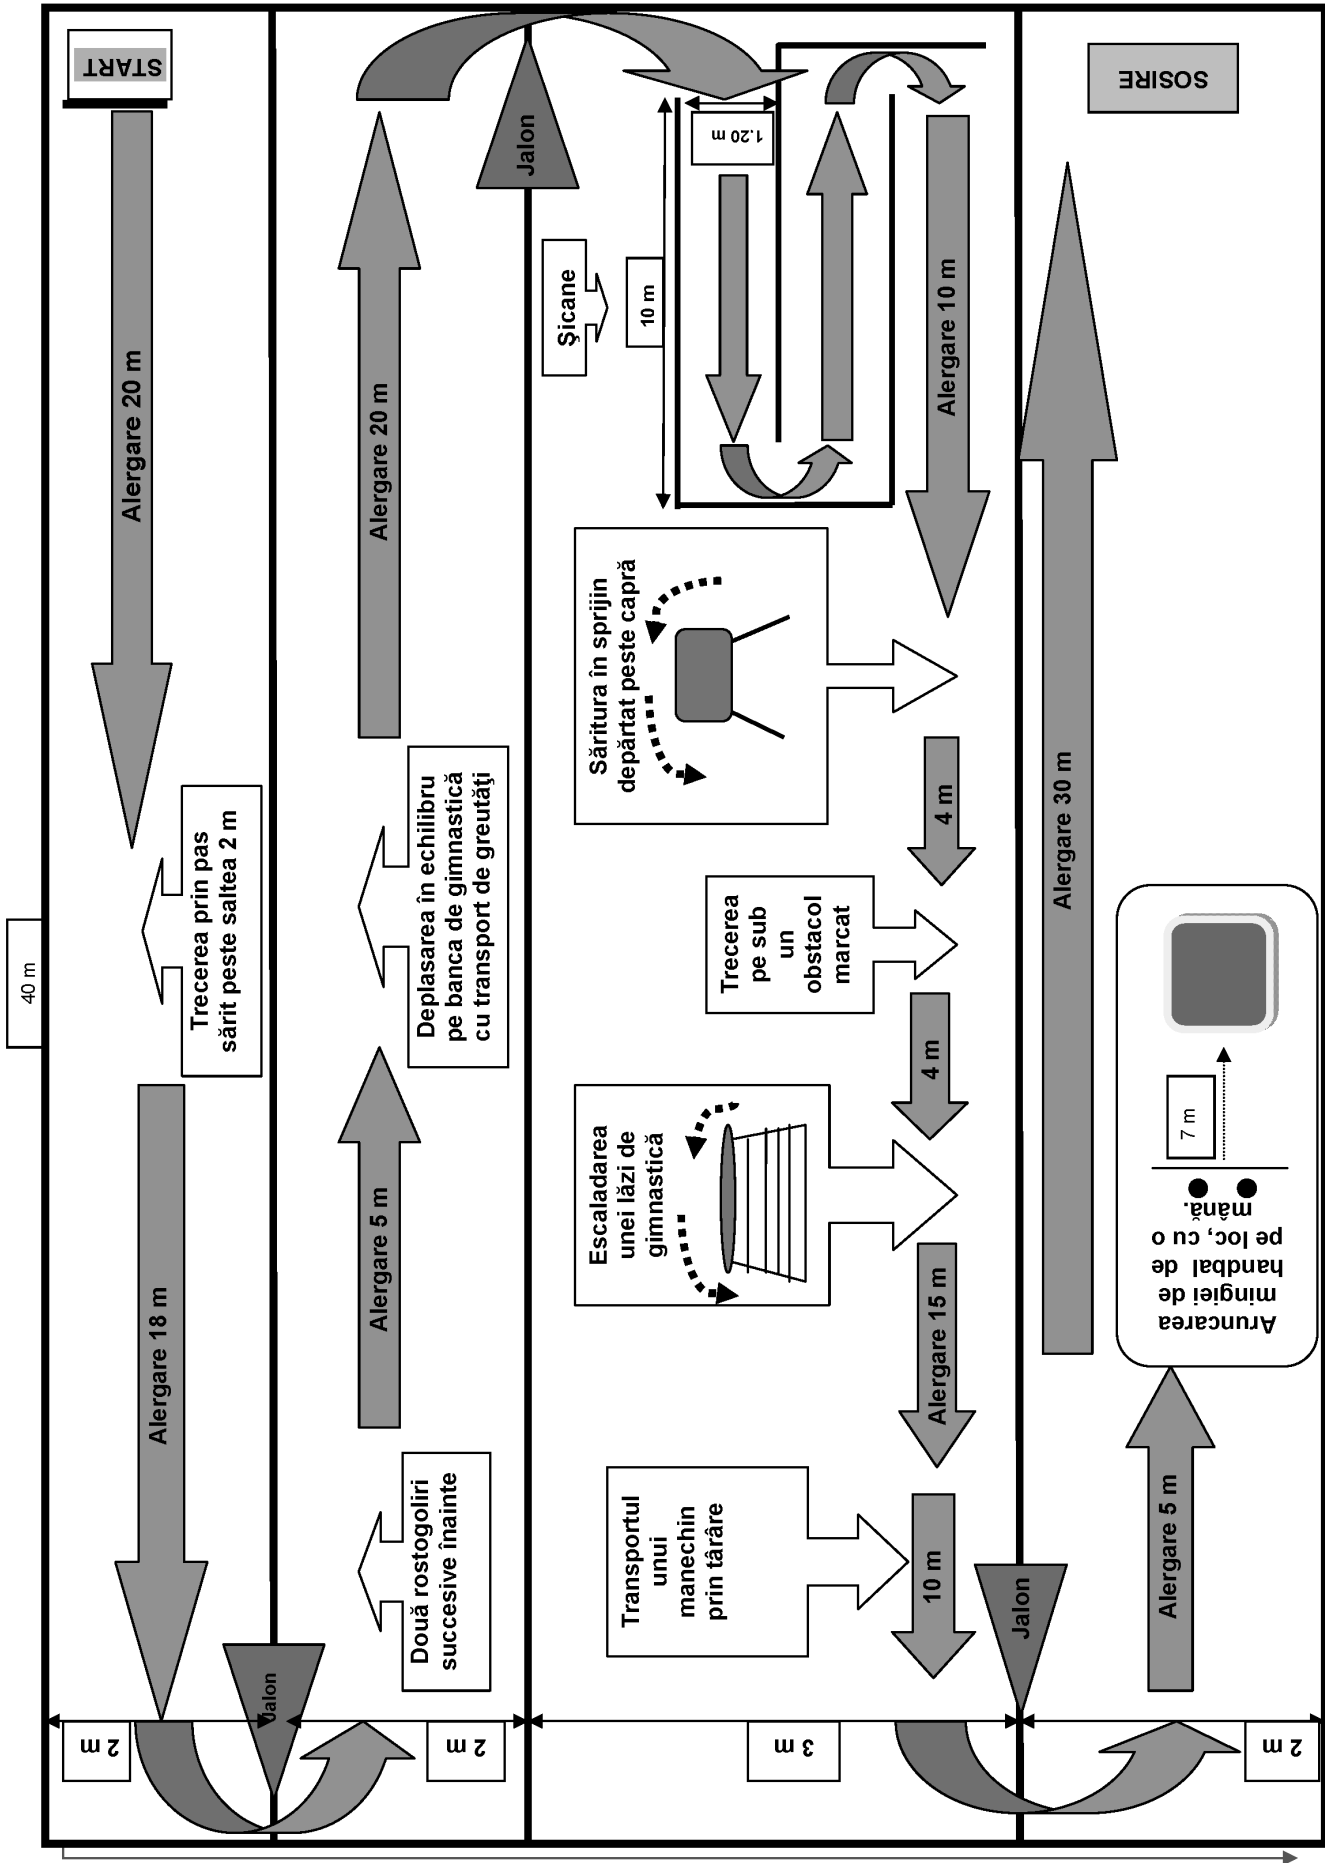 40 m
START
Alergare 20 m
Trecerea prin pas
sărit peste saltea 2 m
Alergare 18 m
2 m
Jalon
2 m
Două rostogoliri
succesive înainte
Alergare 5 m
Deplasarea în echilibru
pe banca de gimnastică
cu transport de greutăţi
Alergare 20 m
Jalon
Şicane
10 m
1.20 m
Alergare 10 m
Săritura în sprijin
depărtat peste capră
4 m
Trecerea
pe sub
un
obstacol
marcat
4 m
Escaladarea
unei lăzi de
gimnastică
Alergare 15 m
Transportul
unui
manechin
prin târâre
10 m
3 m
Jalon
2 m
Alergare 5 m
Aruncarea
mingiei de
handbal de
pe loc, cu o
mână.
7 m
Alergare 30 m
SOSIRE